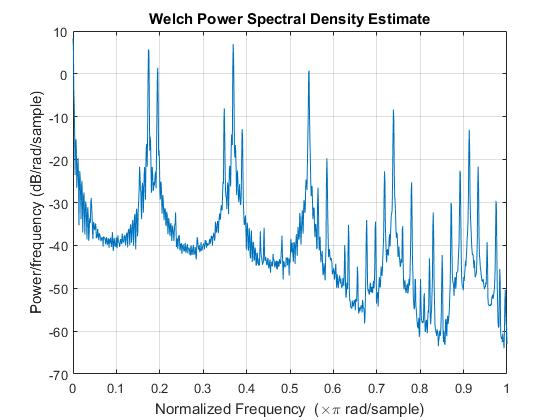 Welch Power Spectral Density Estimate
10
0
-10
-20
-30
-40
-50
-60
-70
Power/frequency (dB/rad/sample)
0 0.1 0.2 0.3 0.4 0.5 0.6 0.7 0.8 0.9 1
Normalized Frequency (×π rad/sample)